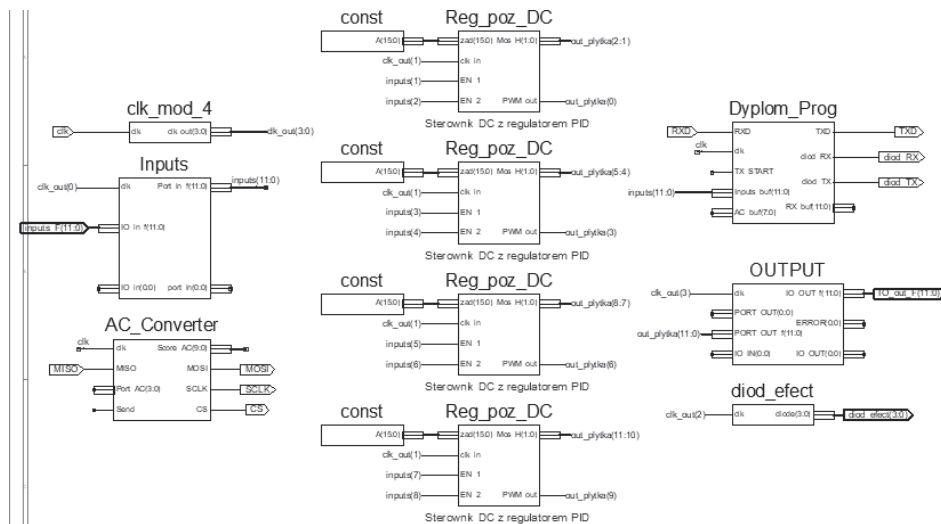 clk_mod_4
clk
clk
clk out(3:0)
clk_out(3:0)
Inputs
clk_out(0)
clk
Port in f(11:0)
inputs(11:0)
Inputs_F(11:0)
IO in f(11:0)
IO in(0:0)
port in(0:0)
AC_Converter
clk
clk
Score AC(9:0)
MISO
MISO
MOSI
MOSI
Port AC(3:0)
SCLK
SCLK
Send
CS
CS
const
A(15:0)
Reg_poz_DC
zad(15:0)
Mos H(1:0)
out_plytka(2:1)
clk_out(1)
clk in
inputs(1)
EN 1
inputs(2)
EN 2
PWM out
out_plytka(0)
Sterownk DC z regulatorem PID
const
A(15:0)
Reg_poz_DC
zad(15:0)
Mos H(1:0)
out_plytka(5:4)
clk_out(1)
clk in
inputs(3)
EN 1
inputs(4)
EN 2
PWM out
out_plytka(3)
Sterownk DC z regulatorem PID
const
A(15:0)
Reg_poz_DC
zad(15:0)
Mos H(1:0)
out_plytka(8:7)
clk_out(1)
clk in
inputs(5)
EN 1
inputs(6)
EN 2
PWM out
out_plytka(6)
Sterownk DC z regulatorem PID
const
A(15:0)
Reg_poz_DC
zad(15:0)
Mos H(1:0)
out_plytka(11:10)
clk_out(1)
clk in
inputs(7)
EN 1
inputs(8)
EN 2
PWM out
out_plytka(9)
Sterownk DC z regulatorem PID
Dyplom_Prog
RXD
RXD
TXD
TXD
clk
clk
diod RX
diod_RX
TX START
diod TX
diod_TX
inputs(11:0)
Inputs buf(11:0)
RX buf(11:0)
AC buf(7:0)
OUTPUT
clk_out(3)
clk
IO OUT f(11:0)
IO_out_F(11:0)
PORT OUT(0:0)
ERROR(0:0)
out_plytka(11:0)
PORT OUT f(11:0)
IO IN(0:0)
IO OUT(0:0)
diod_efect
clk_out(2)
clk
diode(3:0)
diod_efect(3:0)